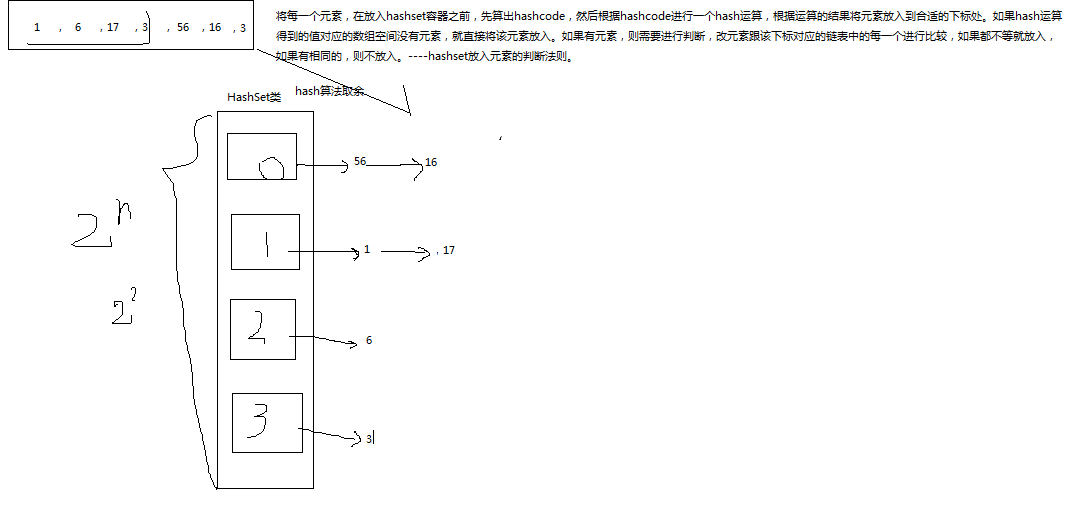 1 , 6 ,17 ,3 , 56 ,16 ,3
将每一个元素，在放入hashset容器之前，先算出hashcode，然后根据hashcode进行一个hash运算，根据运算的结果将元素放入到合适的下标处。如果hash运算
得到的值对应的数组空间没有元素，就直接将该元素放入。如果有元素，则需要进行判断，改元素跟该下标对应的链表中的每一个进行比较，如果都不等就放入，
如果有相同的，则不放入。----hashset放入元素的判断法则。
HashSet类 hash算法取余
0 56 16
2^n
1 1 ，17
2^2
2 6
3 3